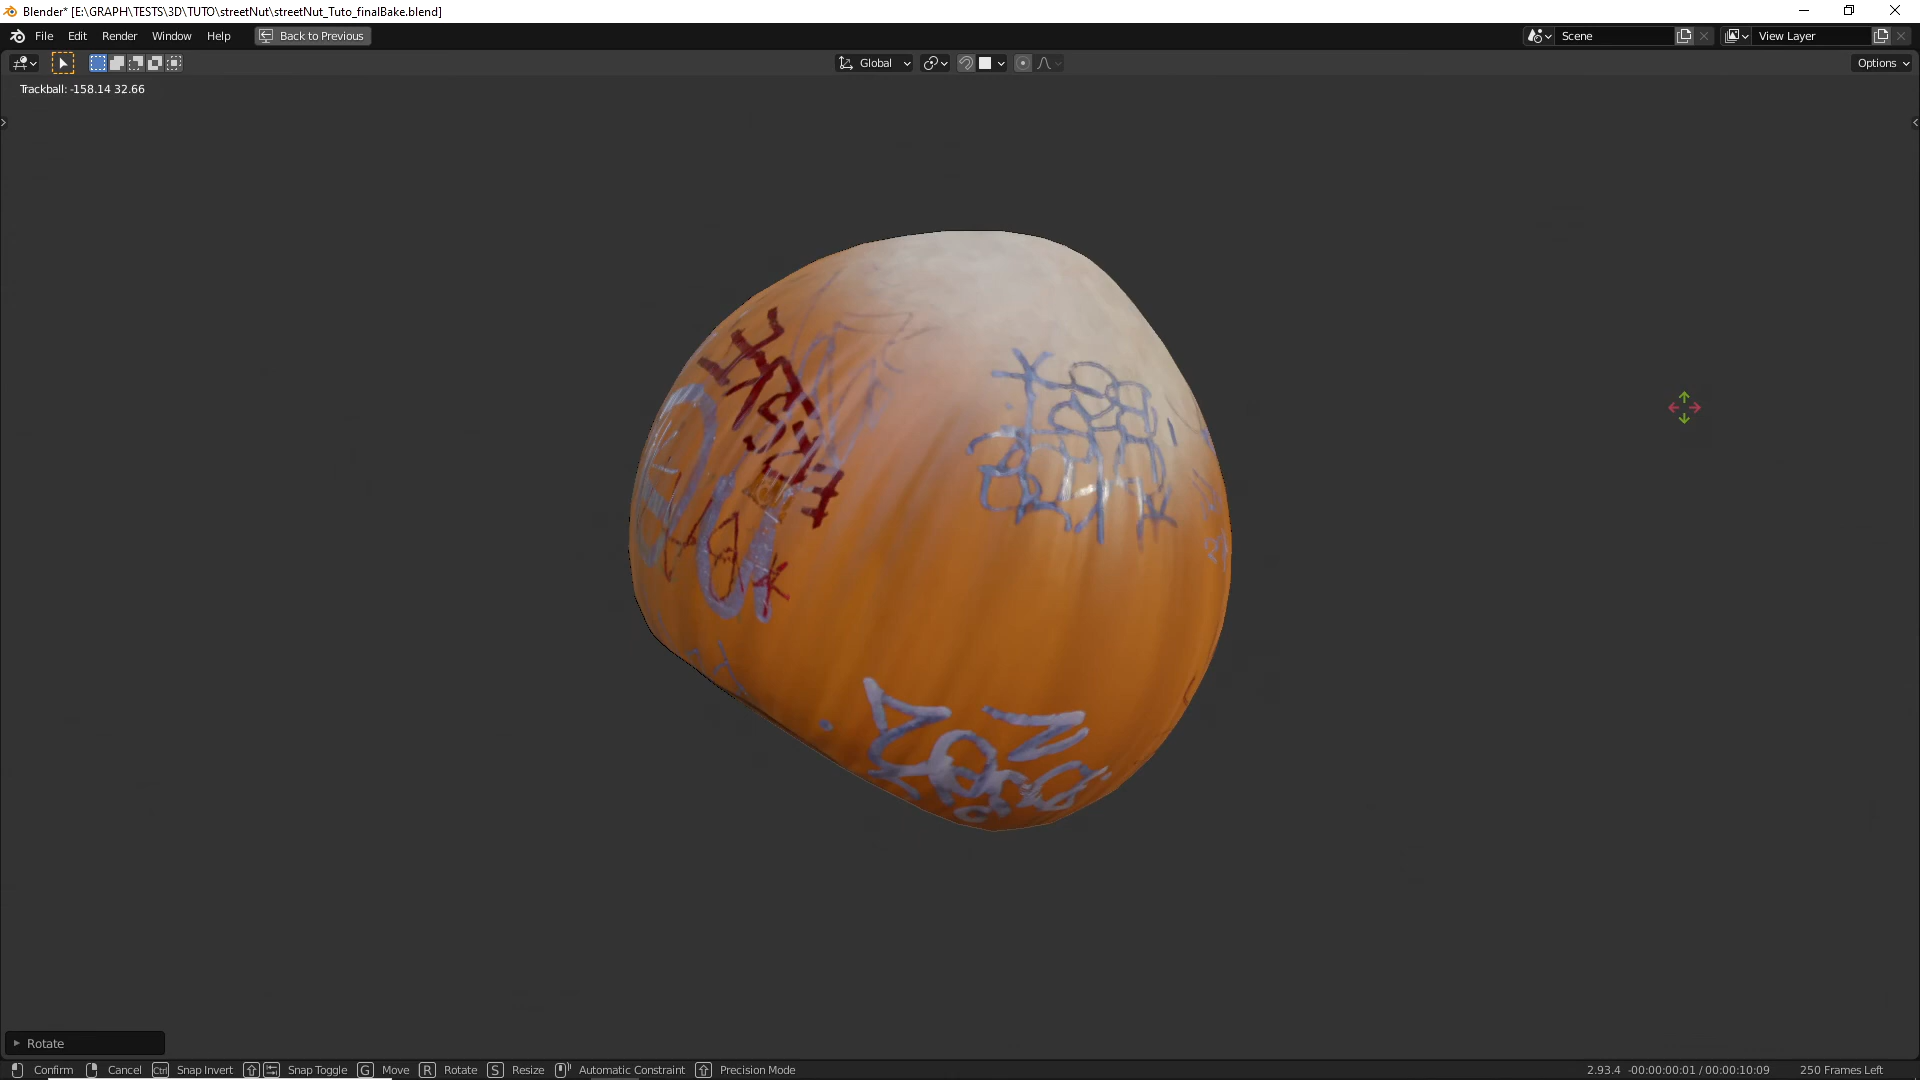 Blender* [E:\GRAPH\TESTS\3D\TUTO\streetNut\streetNut_Tuto_finalBake.blend]
File Edit Render Window Help Back to Previous Scene View Layer
Global Options
Trackball: -158.14 32.66
Rotate
Confirm Cancel Ctrl Snap Invert Snap Toggle G Move R Rotate S Resize Automatic Constraint Precision Mode 2.93.4 -00:00:00:01 / 00:00:10:09 250 Frames Left